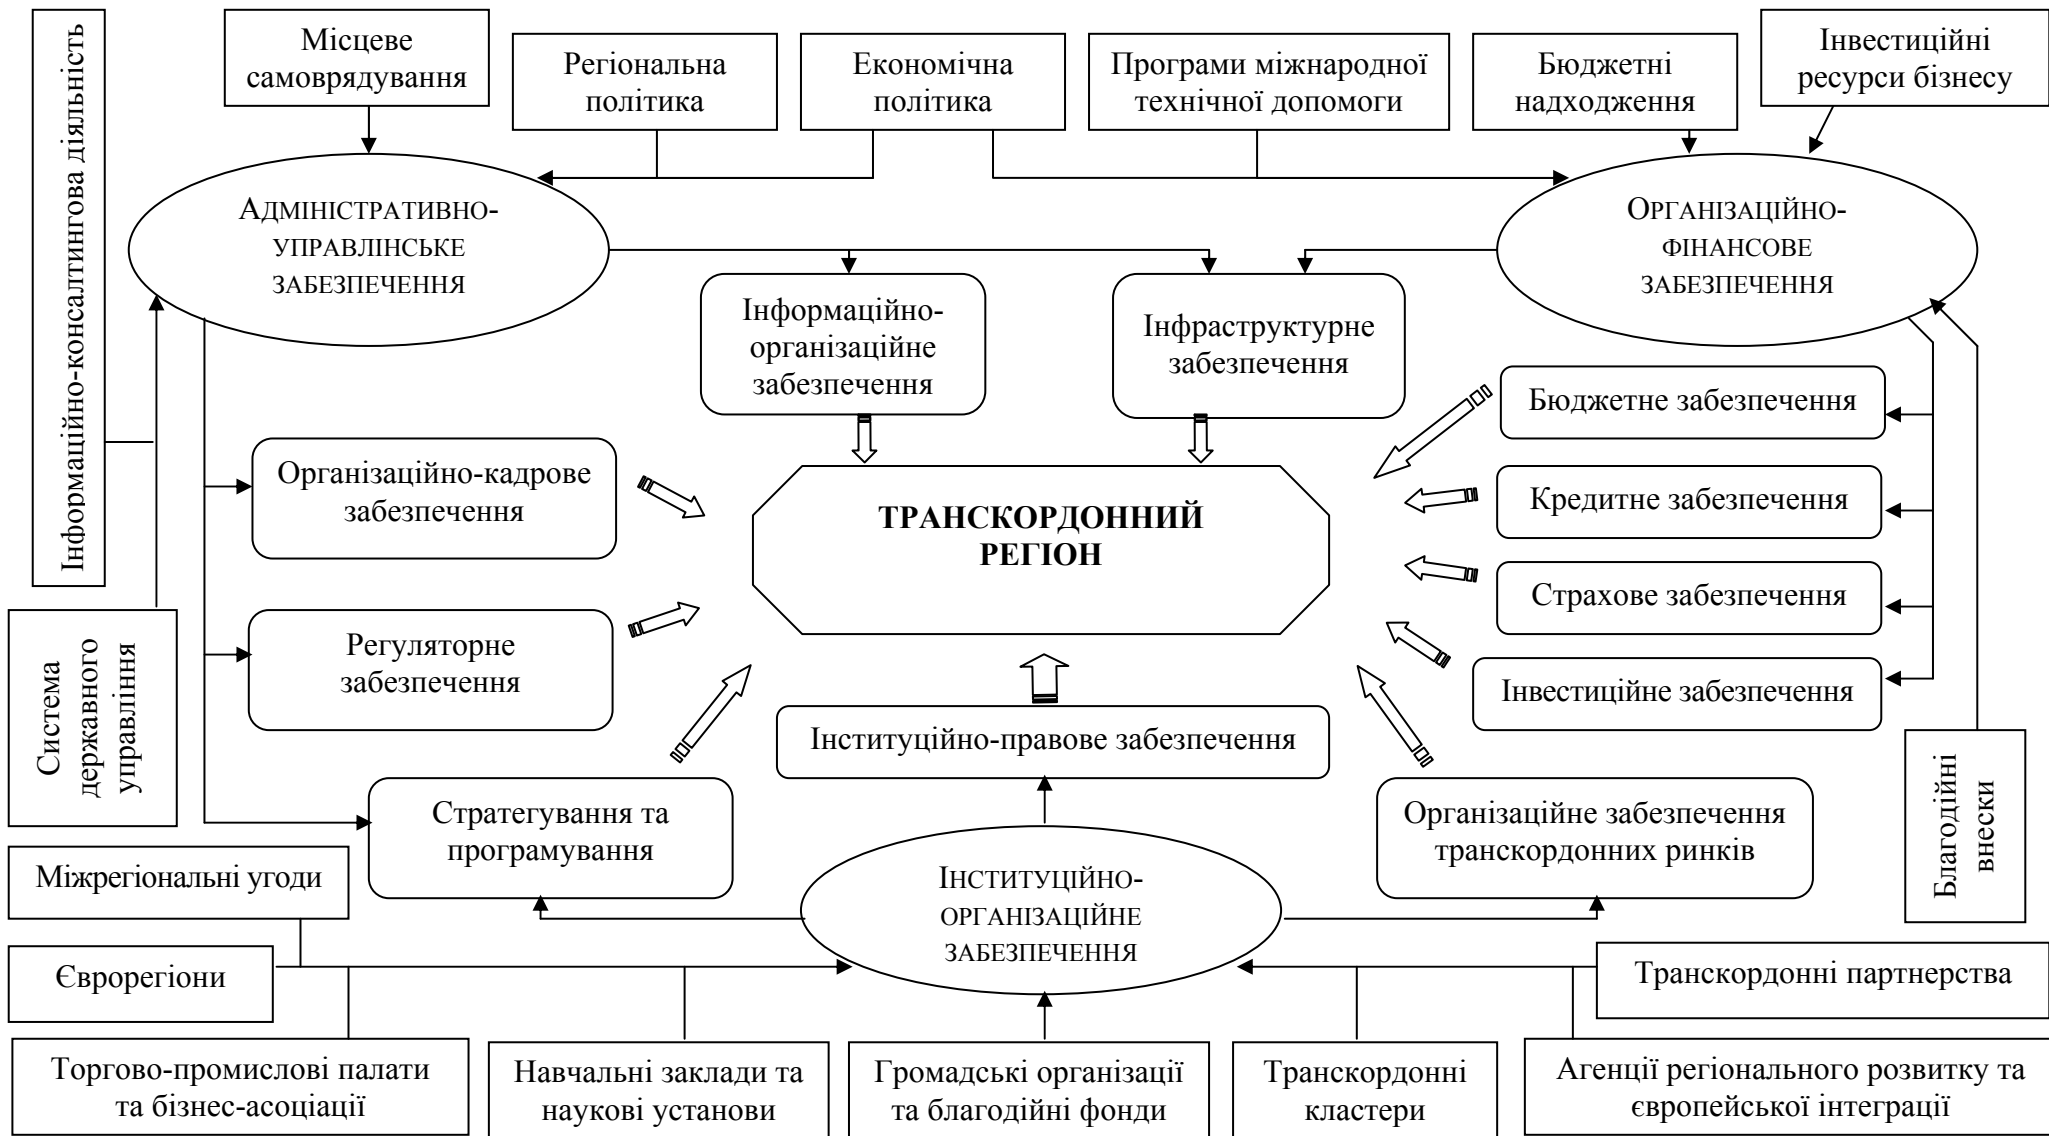 Інформаційно-консалтингова діяльність
Місцеве
самоврядування
Регіональна
політика
Економічна
політика
Програми міжнародної
технічної допомоги
Бюджетні
надходження
Інвестиційні
ресурси бізнесу
Адміністративно-
управлінське
забезпечення
Організаційно-
фінансове
забезпечення
Інформаційно-
організаційне
забезпечення
Інфраструктурне
забезпечення
Бюджетне забезпечення
Організаційно-кадрове
забезпечення
ТРАНСКОРДОННИЙ
РЕГІОН
Кредитне забезпечення
Страхове забезпечення
Система
державного
управління
Регуляторне
забезпечення
Інвестиційне забезпечення
Інституційно-правове забезпечення
Стратегування та
програмування
Організаційне забезпечення
транскордонних ринків
Благодійні
внески
Міжрегіональні угоди
Інституційно-
організаційне
забезпечення
Єврорегіони
Транскордонні партнерства
Торгово-промислові палати
та бізнес-асоціації
Навчальні заклади та
наукові установи
Громадські організації
та благодійні фонди
Транскордонні
кластери
Агенції регіонального розвитку та
європейської інтеграції